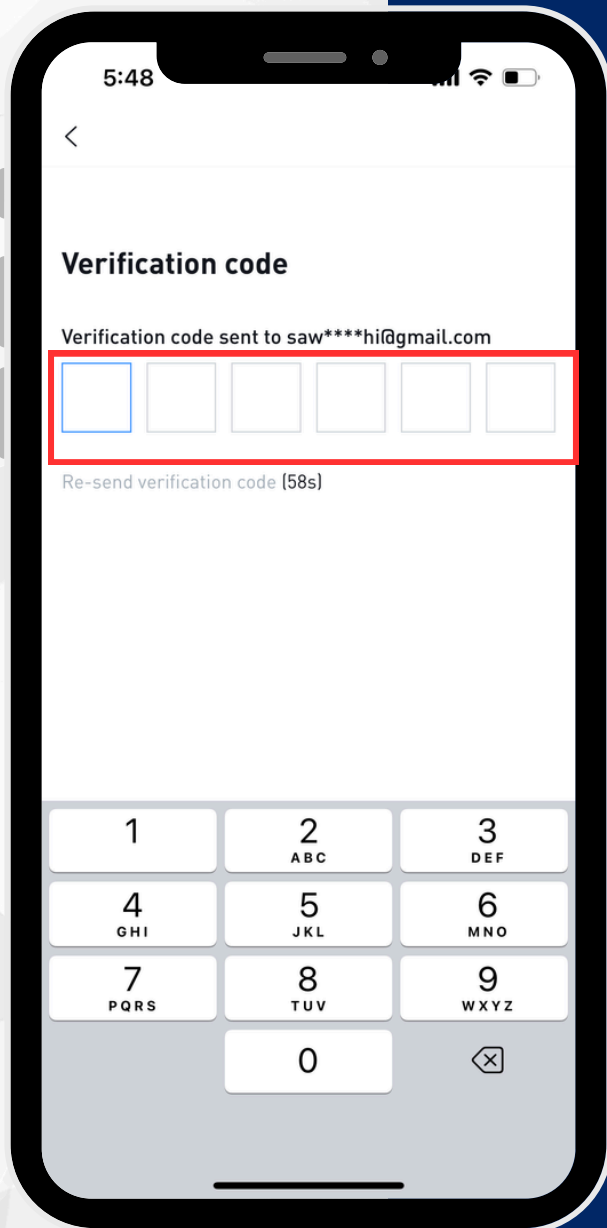 5:48
Verification code
Verification code sent to saw****hi@gmail.com
Re-send verification code (58s)
1
2
ABC
3
DEF
4
GHI
5
JKL
6
MNO
7
PQRS
8
TUV
9
WXYZ
0